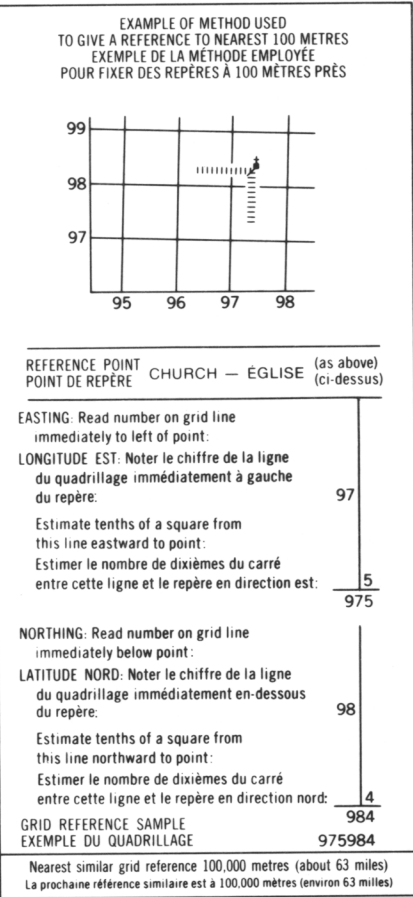 EXAMPLE OF METHOD USED
TO GIVE A REFERENCE TO NEAREST 100 METRES
EXEMPLE DE LA MÉTHODE EMPLOYÉE
POUR FIXER DES REPÈRES À 100 MÈTRES PRÈS
99
98
97
95 96 97 98
REFERENCE POINT
POINT DE REPÈRE
CHURCH — ÉGLISE
(as above)
(ci-dessus)
EASTING: Read number on grid line
immediately to left of point:
LONGITUDE EST: Noter le chiffre de la ligne
du quadrillage immédiatement à gauche
du repère: 97
Estimate tenths of a square from
this line eastward to point:
Estimer le nombre de dixièmes du carré
entre cette ligne et le repère en direction est: 5
975
NORTHING: Read number on grid line
immediately below point:
LATITUDE NORD: Noter le chiffre de la ligne
du quadrillage immédiatement en-dessous
du repère: 98
Estimate tenths of a square from
this line northward to point:
Estimer le nombre de dixièmes du carré
entre cette ligne et le repère en direction nord: 4
984
GRID REFERENCE SAMPLE
EXEMPLE DU QUADRILLAGE 975984
Nearest similar grid reference 100,000 metres (about 63 miles)
La prochaine référence similaire est à 100,000 mètres (environ 63 milles)